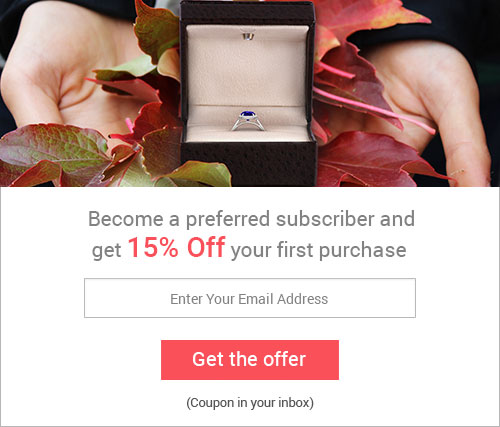 Become a preferred subscriber and
get 15% Off your first purchase
Enter Your Email Address
Get the offer
(Coupon in your inbox)